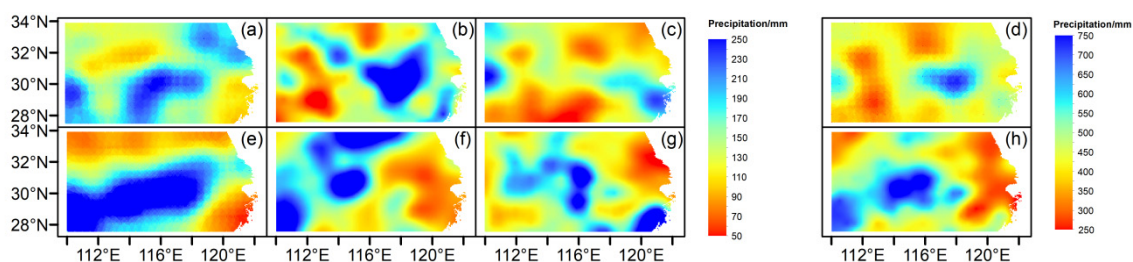 Precipitation/mm
Precipitation/mm
34°N
32°N
30°N
28°N
(a)
(b)
(c)
(d)
250
230
210
190
170
150
130
110
90
70
50
750
700
650
600
550
500
450
400
350
300
250
34°N
32°N
30°N
28°N
(e)
(f)
(g)
(h)
112°E 116°E 120°E 112°E 116°E 120°E 112°E 116°E 120°E 112°E 116°E 120°E